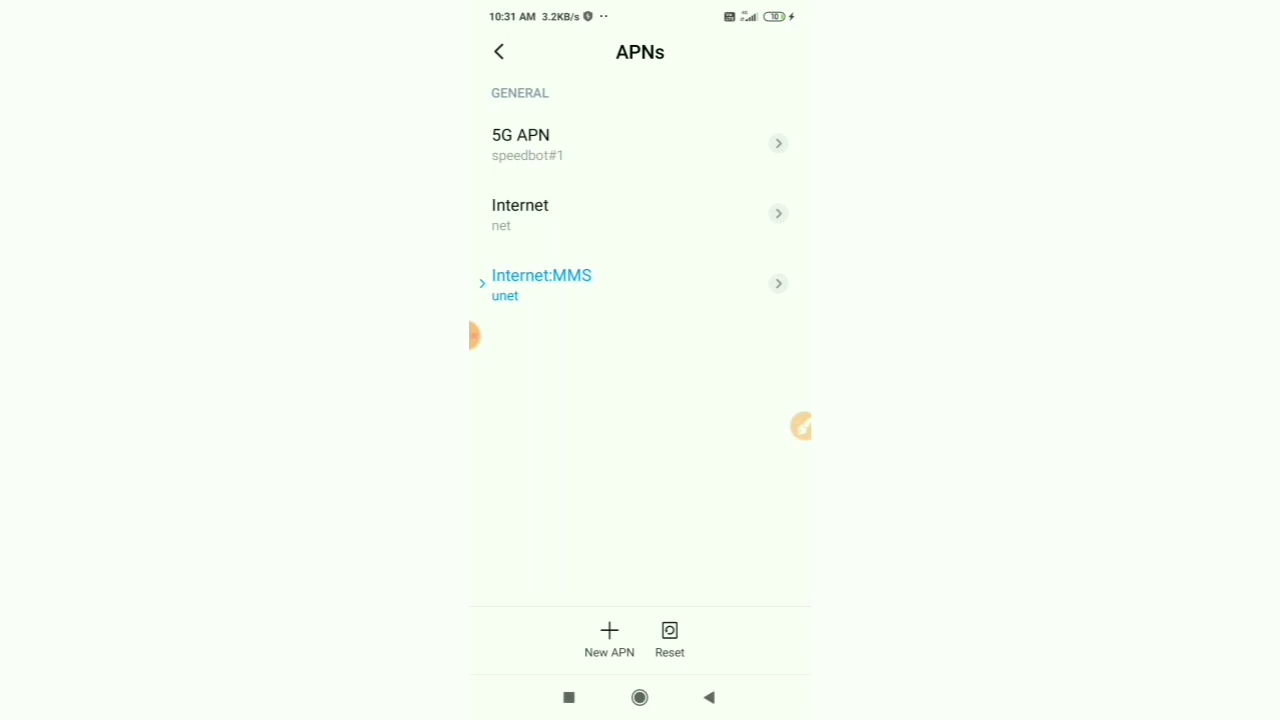 10:31 AM 3.2KB/s
10
APNs
GENERAL
5G APN
speedbot#1
Internet
net
Internet:MMS
unet
New APN
Reset